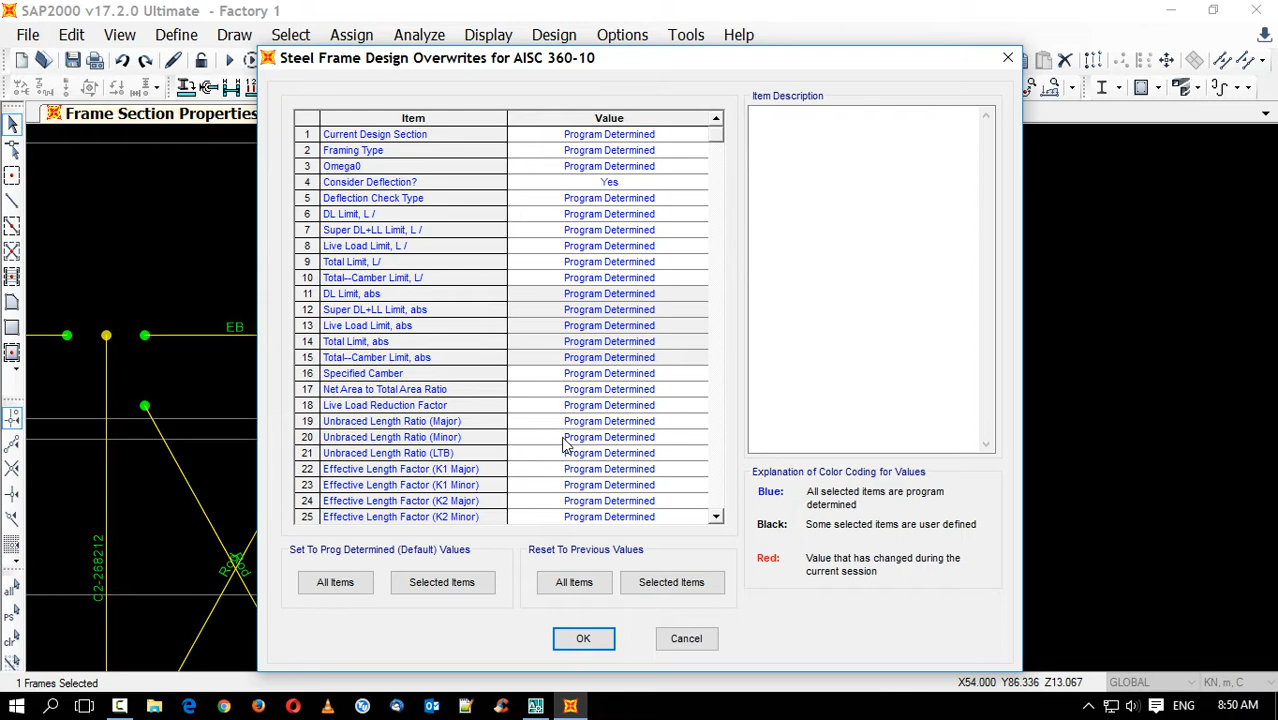 SAP2000 v17.2.0 Ultimate - Factory 1
File Edit View Define Draw Select Assign Analyze Display Design Options Tools Help
Steel Frame Design Overwrites for AISC 360-10
Frame Section Properties
Item Value
1 Current Design Section Program Determined
2 Framing Type Program Determined
3 Omega0 Program Determined
4 Consider Deflection? Yes
5 Deflection Check Type Program Determined
6 DL Limit, L / Program Determined
7 Super DL+LL Limit, L / Program Determined
8 Live Load Limit, L / Program Determined
9 Total Limit, L/ Program Determined
10 Total--Camber Limit, L/ Program Determined
11 DL Limit, abs Program Determined
12 Super DL+LL Limit, abs Program Determined
13 Live Load Limit, abs Program Determined
14 Total Limit, abs Program Determined
15 Total--Camber Limit, abs Program Determined
16 Specified Camber Program Determined
17 Net Area to Total Area Ratio Program Determined
18 Live Load Reduction Factor Program Determined
19 Unbraced Length Ratio (Major) Program Determined
20 Unbraced Length Ratio (Minor) Program Determined
21 Unbraced Length Ratio (LTB) Program Determined
22 Effective Length Factor (K1 Major) Program Determined
23 Effective Length Factor (K1 Minor) Program Determined
24 Effective Length Factor (K2 Major) Program Determined
25 Effective Length Factor (K2 Minor) Program Determined
Item Description
Explanation of Color Coding for Values
Blue: All selected items are program
determined
Black: Some selected items are user defined
Red: Value that has changed during the
current session
Set To Prog Determined (Default) Values
All Items Selected Items
Reset To Previous Values
All Items Selected Items
OK Cancel
EB
C2-268212
all
PS
clr
1 Frames Selected
X54.000 Y86.336 Z13.067
GLOBAL
KN, m, C
ENG
8:50 AM